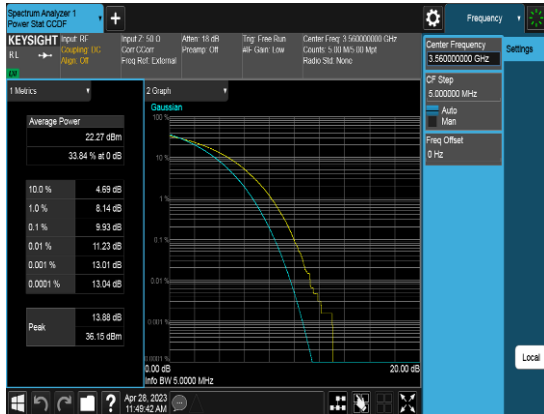 Spectrum Analyzer 1
Power Stat CCDF
+
Frequency
KEYSIGHT
RL
Input: RF
Coupling: DC
Align: Off
Input Z: 50 Ω
Corr CCorr
Freq Ref: External
Atten: 18 dB
Preamp: Off
Trig: Free Run
#IF Gain: Low
Center Freq: 3.560000000 GHz
Counts: 5.00 M/5.00 Mpt
Radio Std: None
LXI
1 Metrics
Average Power
22.27 dBm
33.84 % at 0 dB
10.0 % 4.69 dB
1.0 % 8.14 dB
0.1 % 9.93 dB
0.01 % 11.23 dB
0.001 % 13.01 dB
0.0001 % 13.04 dB
Peak
13.88 dB
36.15 dBm
2 Graph
Gaussian
100 %
10 %
1 %
0.1 %
0.01 %
0.001 %
0.0001 %
0.00 dB 20.00 dB
Info BW 5.0000 MHz
Center Frequency
3.560000000 GHz
Settings
CF Step
5.000000 MHz
Auto
Man
Freq Offset
0 Hz
Local
?
Apr 28, 2023
11:49:42 AM